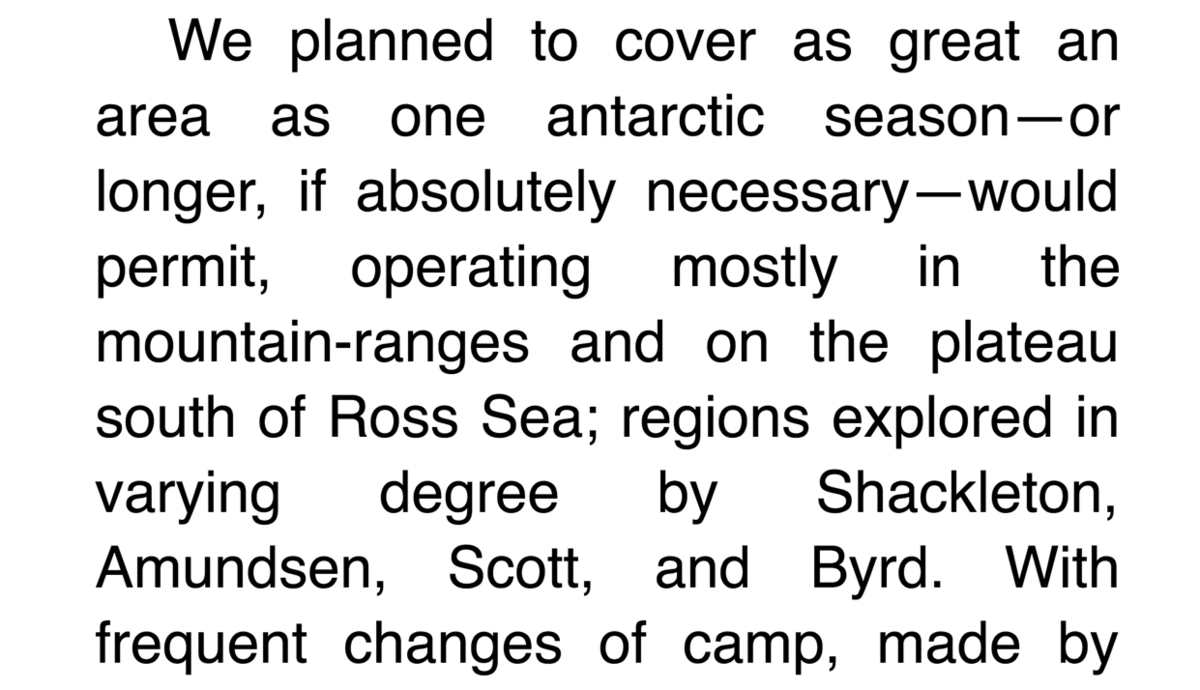 We planned to cover as great an
area as one antarctic season—or
longer, if absolutely necessary—would
permit, operating mostly in the
mountain-ranges and on the plateau
south of Ross Sea; regions explored in
varying degree by Shackleton,
Amundsen, Scott, and Byrd. With
frequent changes of camp, made by